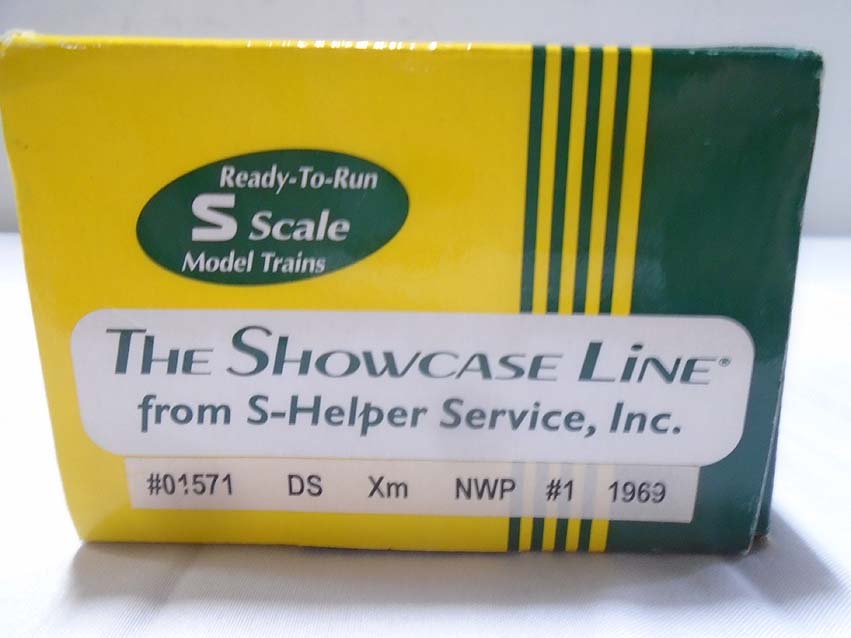 Ready-To-Run
S Scale
Model Trains
THE SHOWCASE LINE®
from S-Helper Service, Inc.
#01571 DS Xm NWP #1 1969